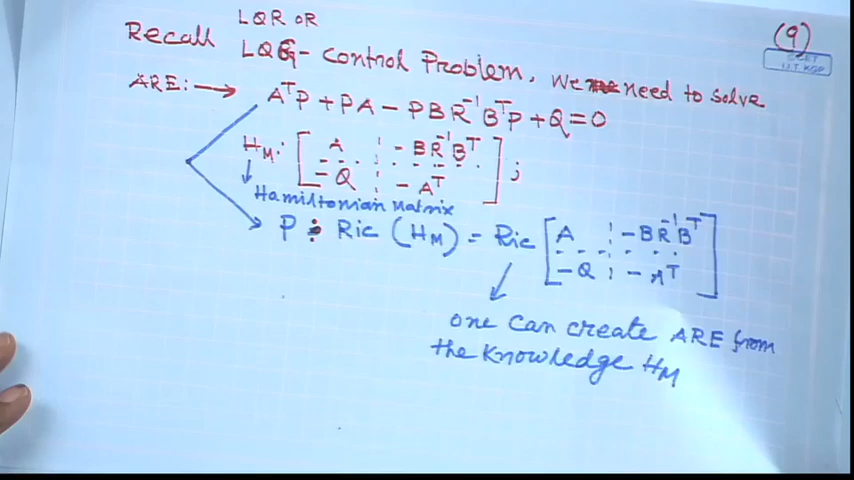 LQR OR
(9)
Recall LQG- Control Problem, We need to solve
I.I.T. KGP
ARE: → AᵀP + PA - PBR⁻¹BᵀP + Q = 0
H_M: [ A ¦ -BR⁻¹Bᵀ
-Q ¦ -Aᵀ ] ;
Hamiltonian Matrix
P : Ric (H_M) = Ric [ A ¦ -BR⁻¹Bᵀ
-Q ¦ -Aᵀ ]
one can create ARE from
the knowledge H_M